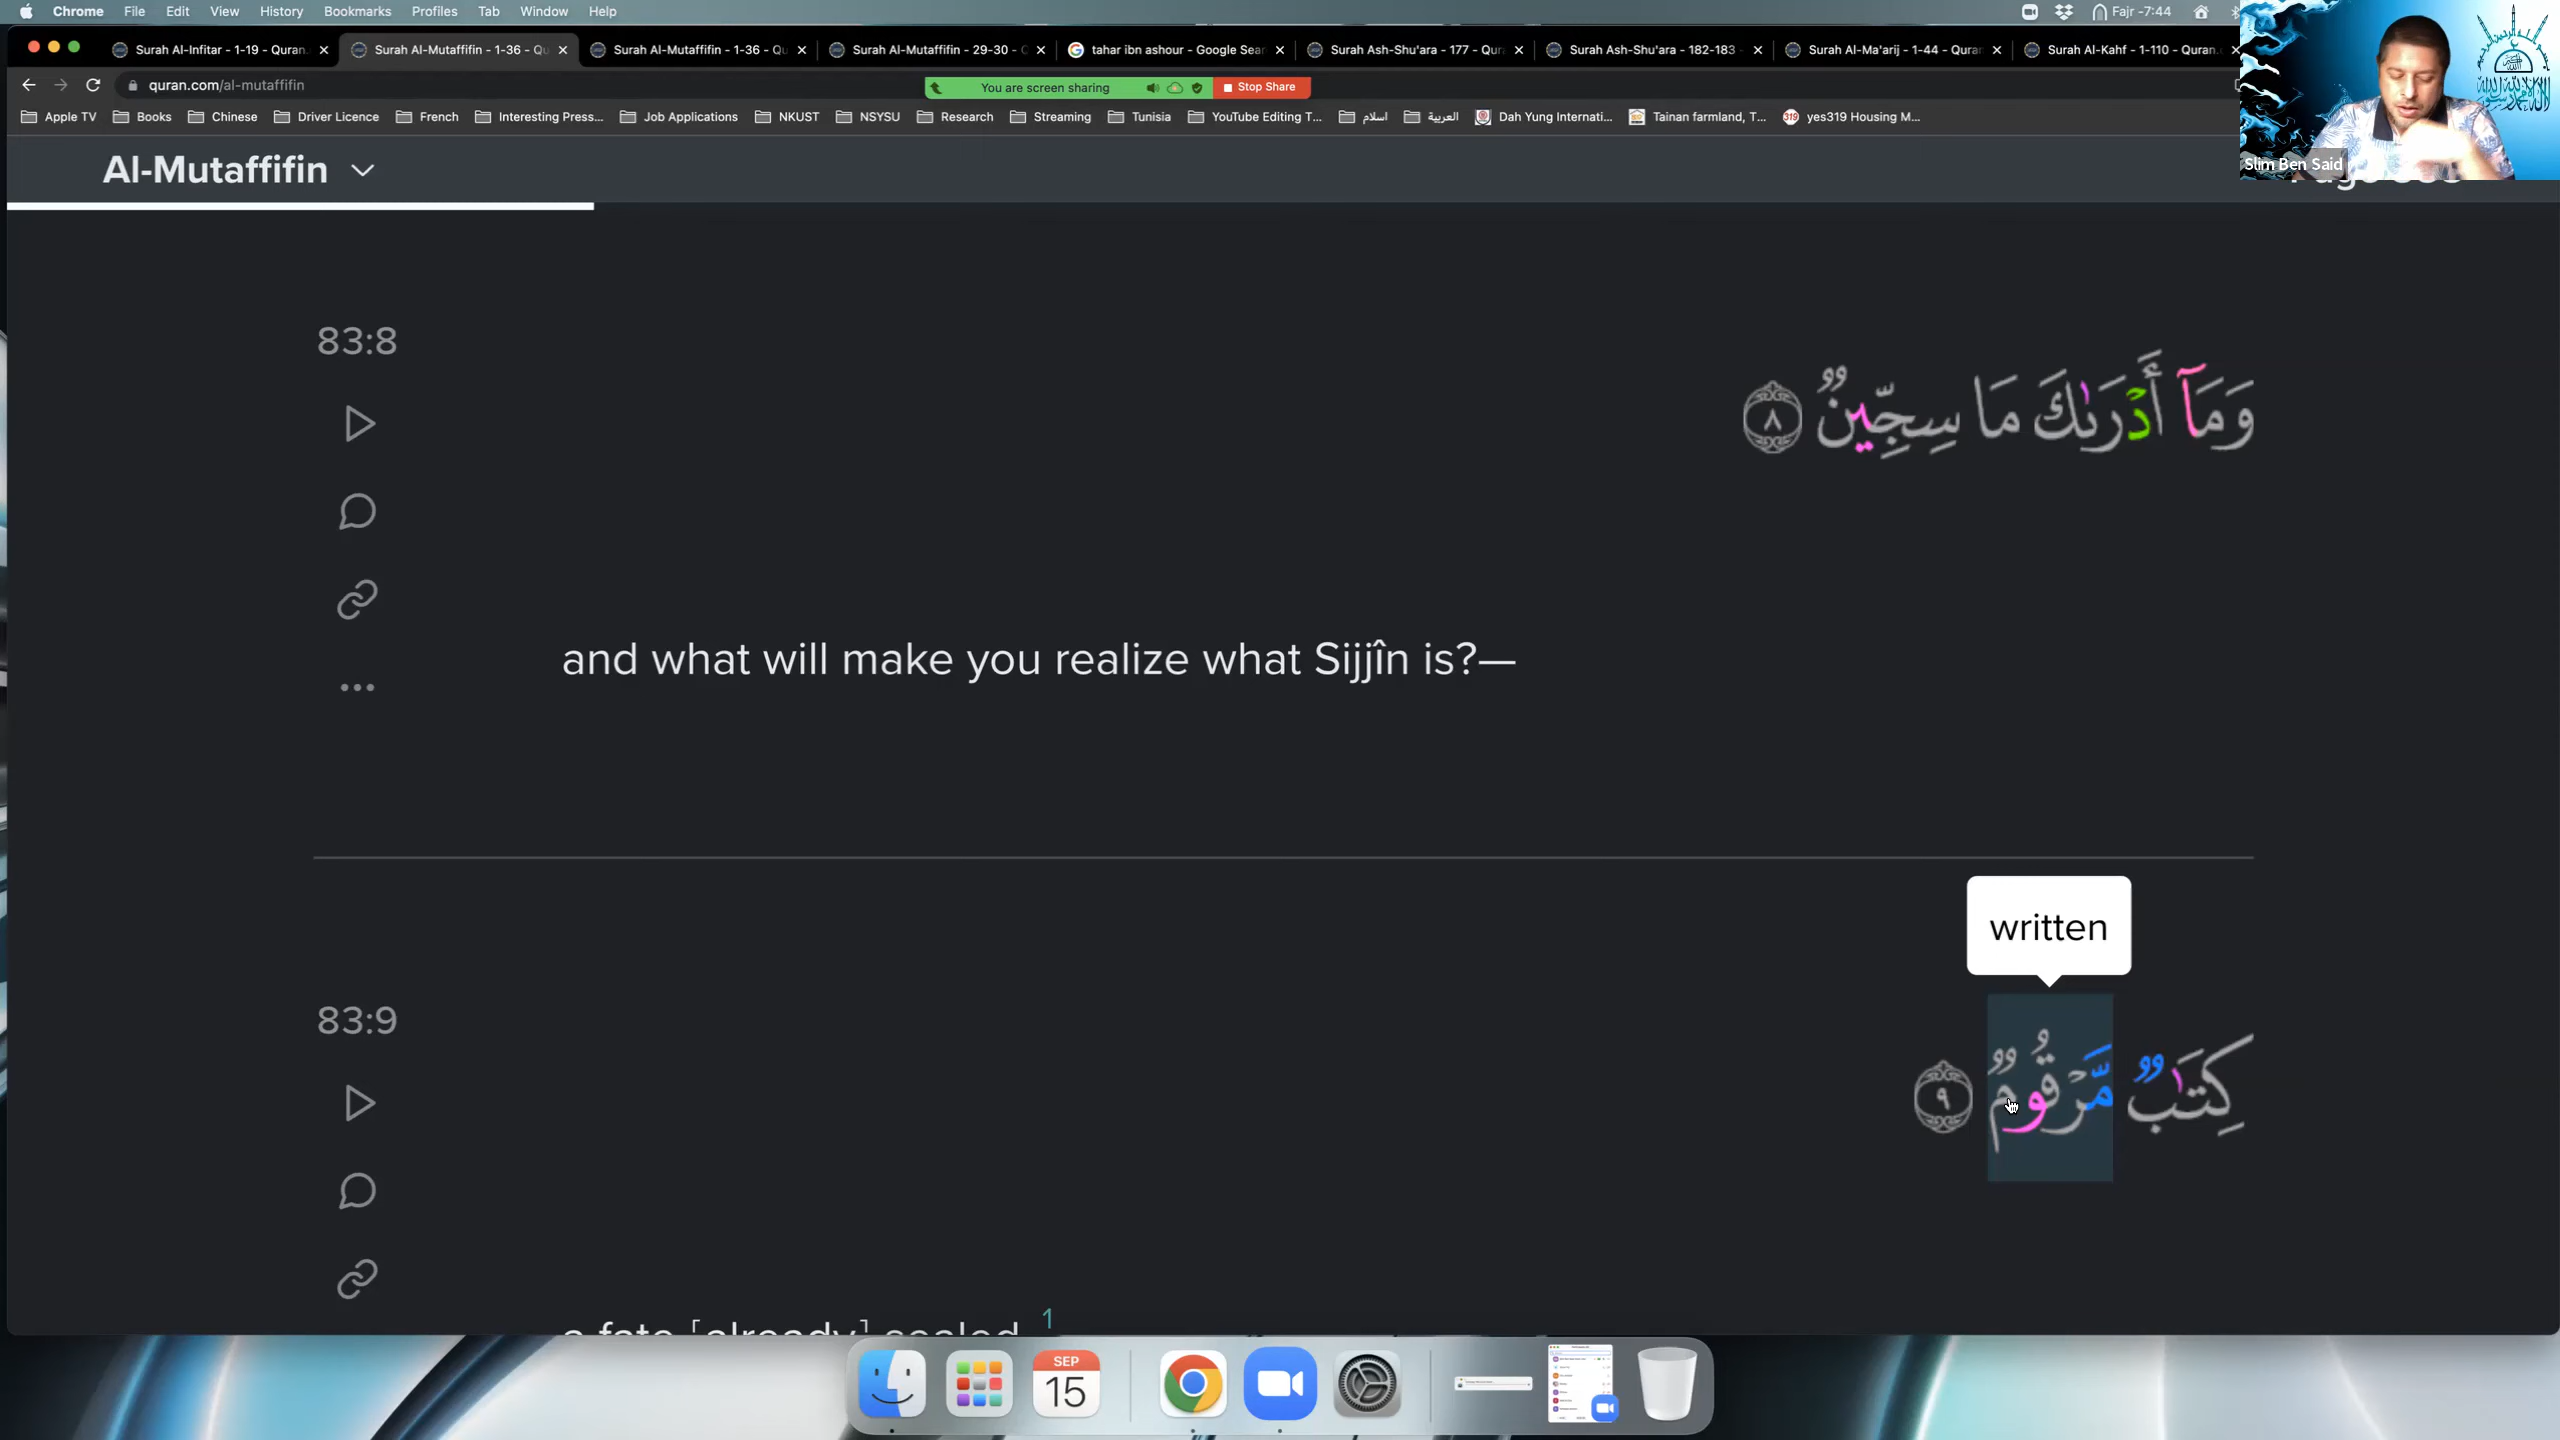 Chrome File Edit View History Bookmarks Profiles Tab Window Help
Fajr -7:44
Surah Al-Infitar - 1-19 - Quran.
Surah Al-Mutaffifin - 1-36 - Qu
Surah Al-Mutaffifin - 1-36 - Qu
Surah Al-Mutaffifin - 29-30 -
tahar ibn ashour - Google Sear
Surah Ash-Shu'ara - 177 - Qur
Surah Ash-Shu'ara - 182-183
Surah Al-Ma'arij - 1-44 - Quran
Surah Al-Kahf - 1-110 - Quran.
quran.com/al-mutaffifin
You are screen sharing
Stop Share
Apple TV Books Chinese Driver Licence French Interesting Press... Job Applications NKUST NSYSU Research Streaming Tunisia YouTube Editing T... اسلام العربية Dah Yung Internati... Tainan farmland, T... yes319 Housing M...
Slim Ben Said
Al-Mutaffifin
83:8
وَمَآ أَدْرَىٰكَ مَا سِجِّينٌ ٨
and what will make you realize what Sijjîn is?—
written
83:9
كِتَٰبٌ مَّرْقُومٌ ٩
a fate ˹already˺ sealed 1
SEP
15